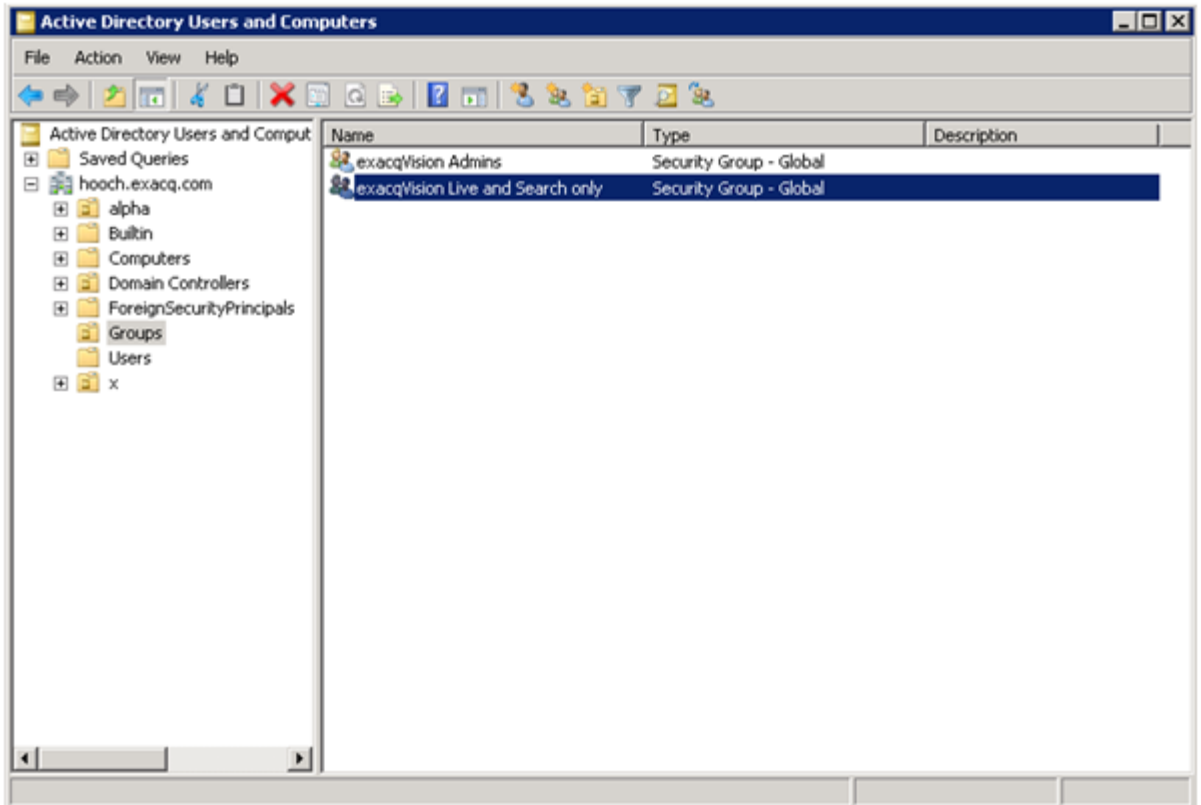 Active Directory Users and Computers
File Action View Help
Active Directory Users and Comput
Saved Queries
hooch.exacq.com
alpha
Builtin
Computers
Domain Controllers
ForeignSecurityPrincipals
Groups
Users
x
Name Type Description
exacqVision Admins Security Group - Global
exacqVision Live and Search only Security Group - Global